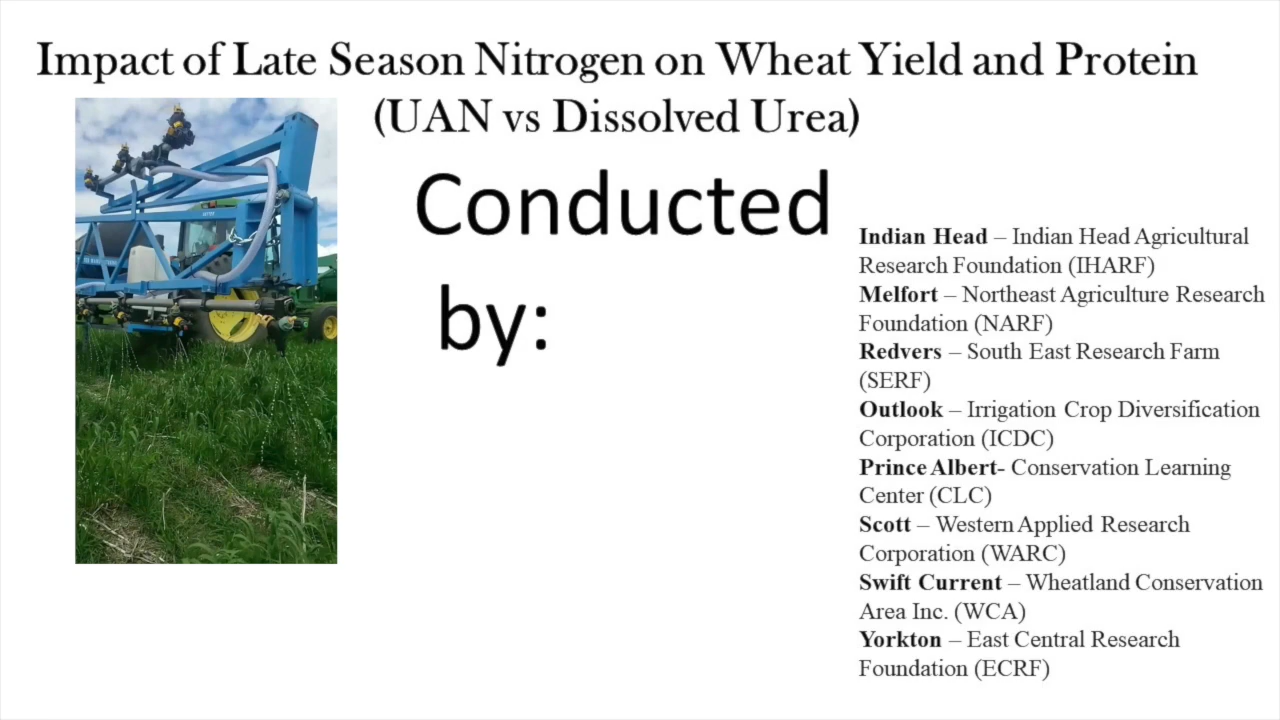 Impact of Late Season Nitrogen on Wheat Yield and Protein
(UAN vs Dissolved Urea)
Conducted
by:
Indian Head – Indian Head Agricultural
Research Foundation (IHARF)
Melfort – Northeast Agriculture Research
Foundation (NARF)
Redvers – South East Research Farm
(SERF)
Outlook – Irrigation Crop Diversification
Corporation (ICDC)
Prince Albert- Conservation Learning
Center (CLC)
Scott – Western Applied Research
Corporation (WARC)
Swift Current – Wheatland Conservation
Area Inc. (WCA)
Yorkton – East Central Research
Foundation (ECRF)